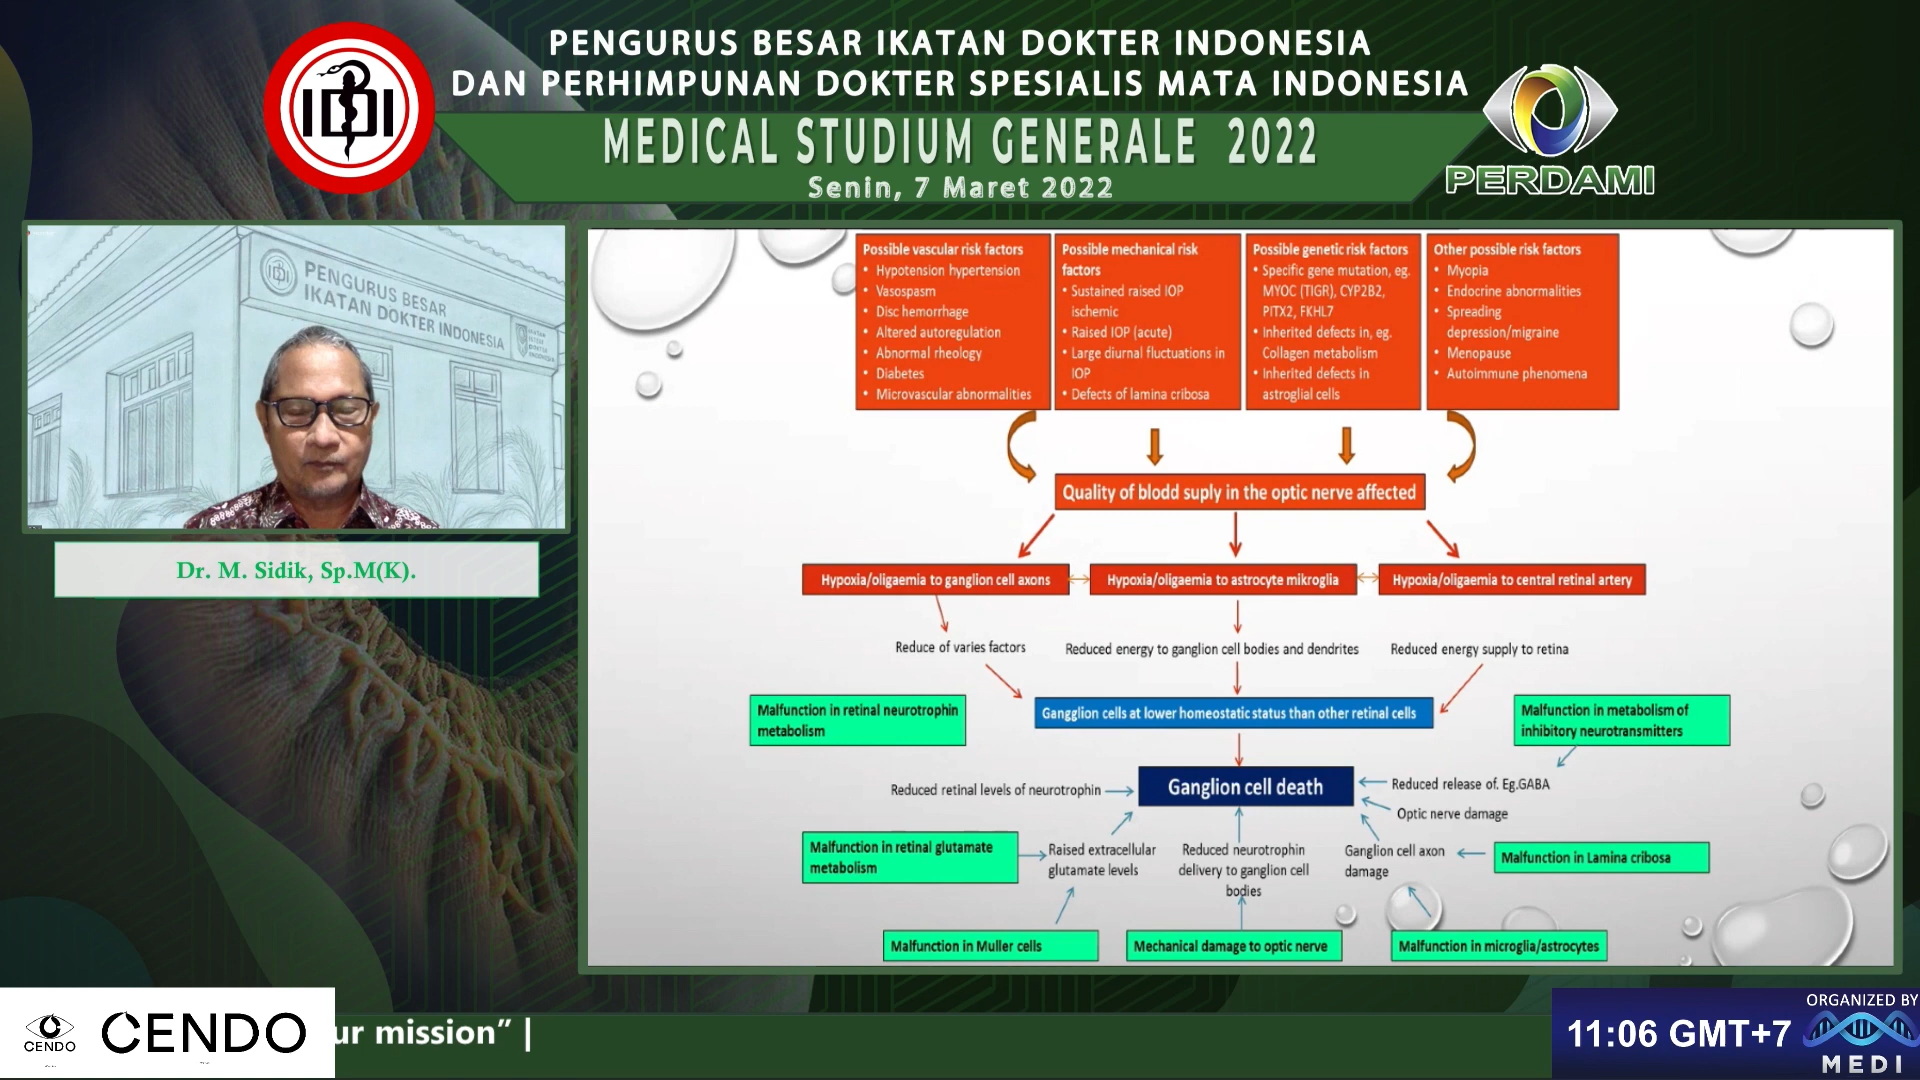 PENGURUS BESAR IKATAN DOKTER INDONESIA
DAN PERHIMPUNAN DOKTER SPESIALIS MATA INDONESIA
MEDICAL STUDIUM GENERALE 2022
Senin, 7 Maret 2022
IDI
PERDAMI
PENGURUS BESAR
IKATAN DOKTER INDONESIA
Dr. M. Sidik, Sp.M(K).
Possible vascular risk factors
• Hypotension hypertension
• Vasospasm
• Disc hemorrhage
• Altered autoregulation
• Abnormal rheology
• Diabetes
• Microvascular abnormalities
Possible mechanical risk
factors
• Sustained raised IOP
ischemic
• Raised IOP (acute)
• Large diurnal fluctuations in
IOP
• Defects of lamina cribosa
Possible genetic risk factors
• Specific gene mutation, eg.
MYOC (TIGR), CYP2B2,
PITX2, FKHL7
• Inherited defects in, eg.
Collagen metabolism
• Inherited defects in
astroglial cells
Other possible risk factors
• Myopia
• Endocrine abnormalities
• Spreading
depression/migraine
• Menopause
• Autoimmune phenomena
Quality of blodd suply in the optic nerve affected
Hypoxia/oligaemia to ganglion cell axons
Hypoxia/oligaemia to astrocyte mikroglia
Hypoxia/oligaemia to central retinal artery
Reduce of varies factors
Reduced energy to ganglion cell bodies and dendrites
Reduced energy supply to retina
Malfunction in retinal neurotrophin
metabolism
Gangglion cells at lower homeostatic status than other retinal cells
Malfunction in metabolism of
inhibitory neurotransmitters
Reduced retinal levels of neurotrophin
Ganglion cell death
Reduced release of. Eg.GABA
Optic nerve damage
Malfunction in retinal glutamate
metabolism
Raised extracellular
glutamate levels
Reduced neurotrophin
delivery to ganglion cell
bodies
Ganglion cell axon
damage
Malfunction in Lamina cribosa
Malfunction in Muller cells
Mechanical damage to optic nerve
Malfunction in microglia/astrocytes
CENDO
CENDO
ur mission” |
11:06 GMT+7
ORGANIZED BY
MEDI